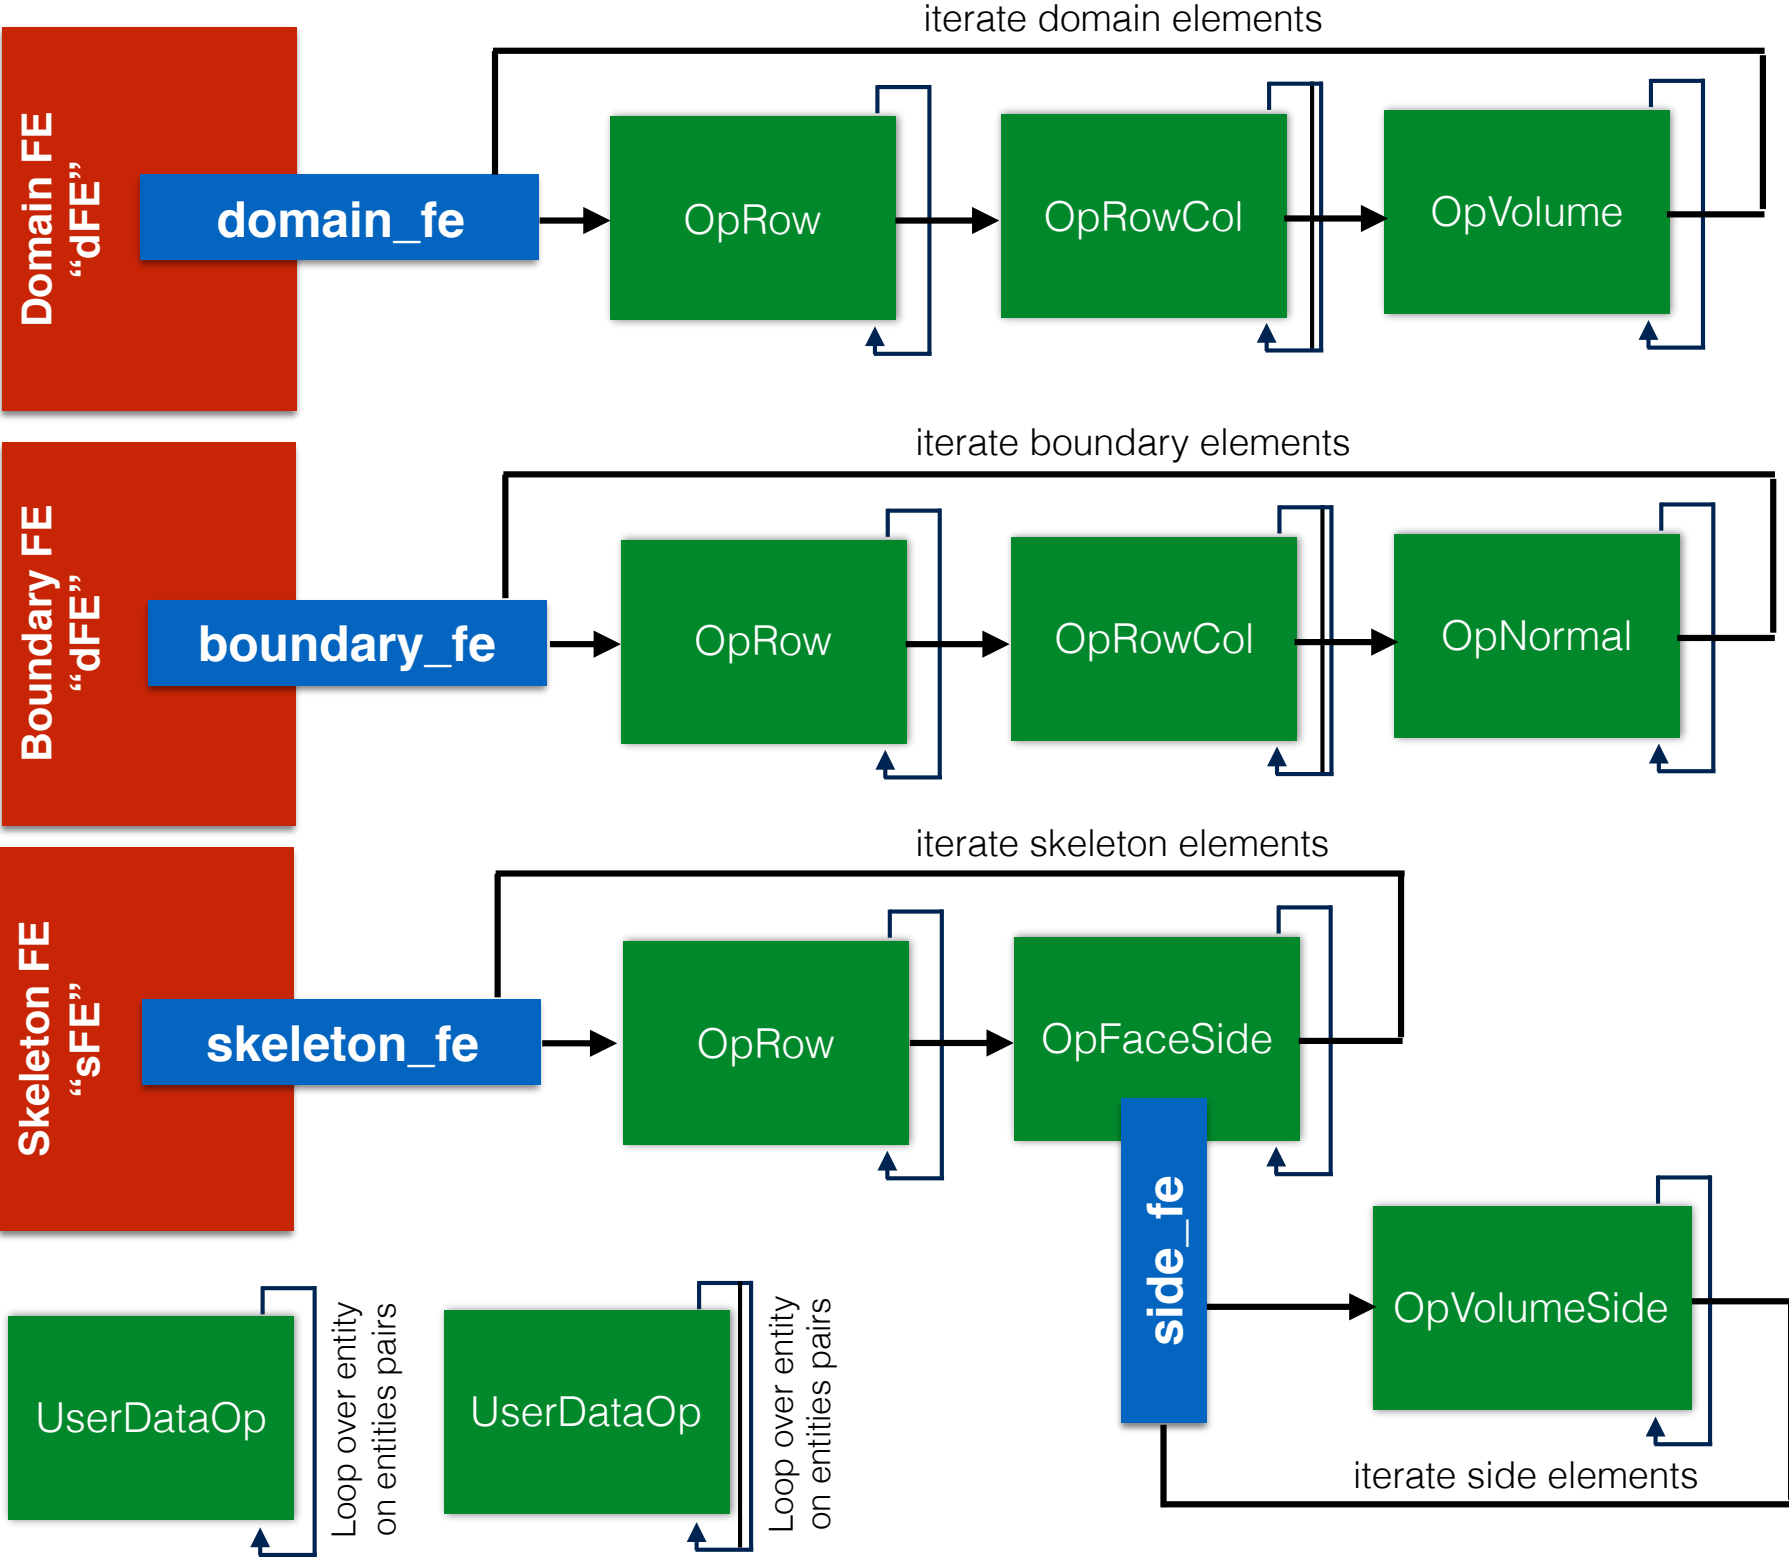 iterate domain elements
Domain FE
“dFE”
domain_fe
OpRow
OpRowCol
OpVolume
iterate boundary elements
Boundary FE
“dFE”
boundary_fe
OpRow
OpRowCol
OpNormal
iterate skeleton elements
Skeleton FE
“sFE”
skeleton_fe
OpRow
OpFaceSide
side_fe
OpVolumeSide
iterate side elements
UserDataOp
Loop over entity
on entities pairs
UserDataOp
Loop over entity
on entities pairs